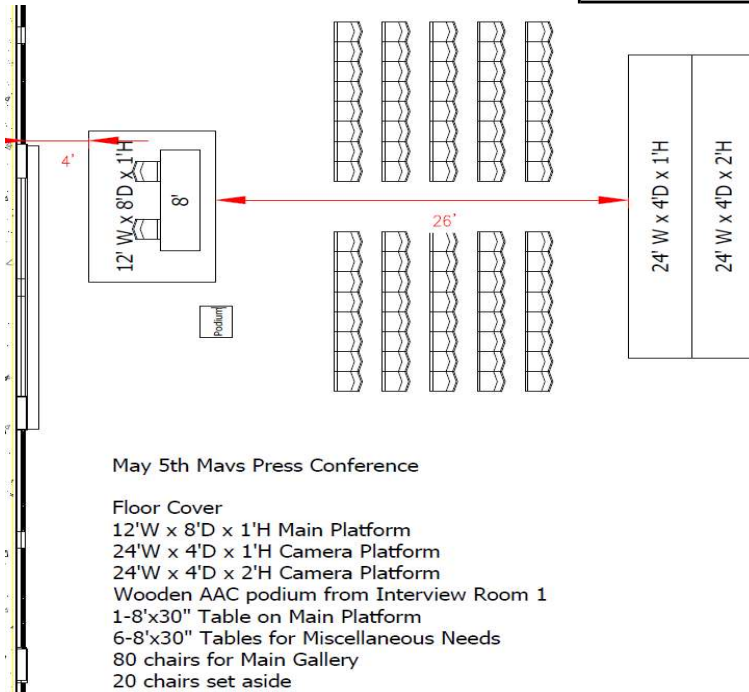 4'
12' W x 8'D x 1'H
8'
26'
24' W x 4'D x 1'H
24' W x 4'D x 2'H
Podium
May 5th Mavs Press Conference
Floor Cover
12'W x 8'D x 1'H Main Platform
24'W x 4'D x 1'H Camera Platform
24'W x 4'D x 2'H Camera Platform
Wooden AAC podium from Interview Room 1
1-8'x30" Table on Main Platform
6-8'x30" Tables for Miscellaneous Needs
80 chairs for Main Gallery
20 chairs set aside